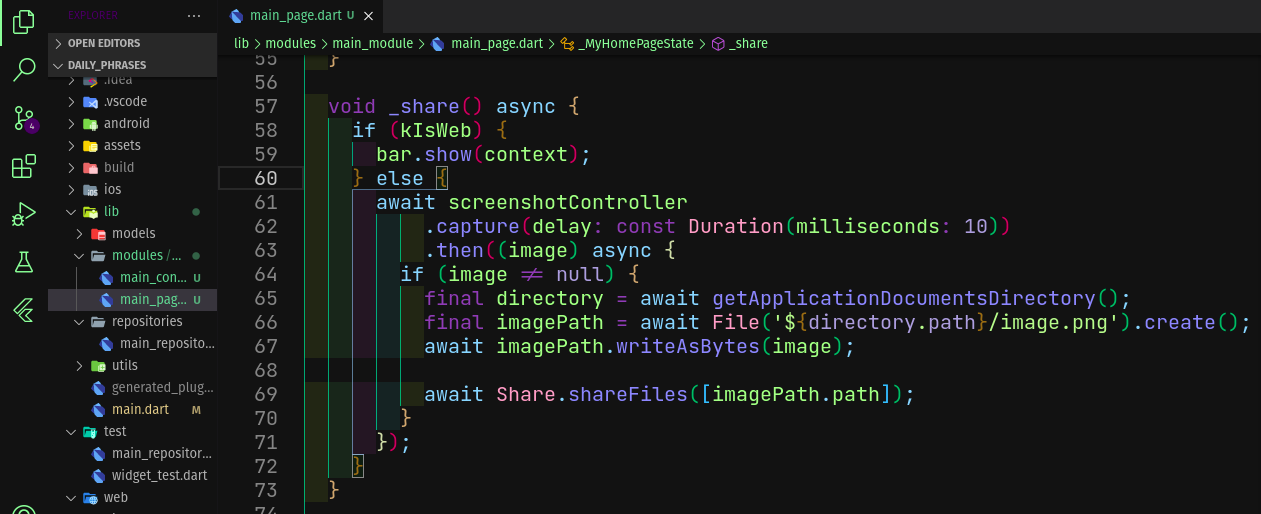 EXPLORER
OPEN EDITORS
DAILY_PHRASES
.idea
.vscode
android
assets
build
ios
lib
models
modules /...
main_con... U
main_pag... U
repositories
main_reposito...
utils
generated_plug...
main.dart M
test
main_repositor...
widget_test.dart
web
4
main_page.dart U
lib > modules > main_module > main_page.dart > _MyHomePageState > _share
55 }
56
57 void _share() async {
58 if (kIsWeb) {
59 bar.show(context);
60 } else {
61 await screenshotController
62 .capture(delay: const Duration(milliseconds: 10))
63 .then((image) async {
64 if (image != null) {
65 final directory = await getApplicationDocumentsDirectory();
66 final imagePath = await File('${directory.path}/image.png').create();
67 await imagePath.writeAsBytes(image);
68
69 await Share.shareFiles([imagePath.path]);
70 }
71 });
72 }
73 }
74